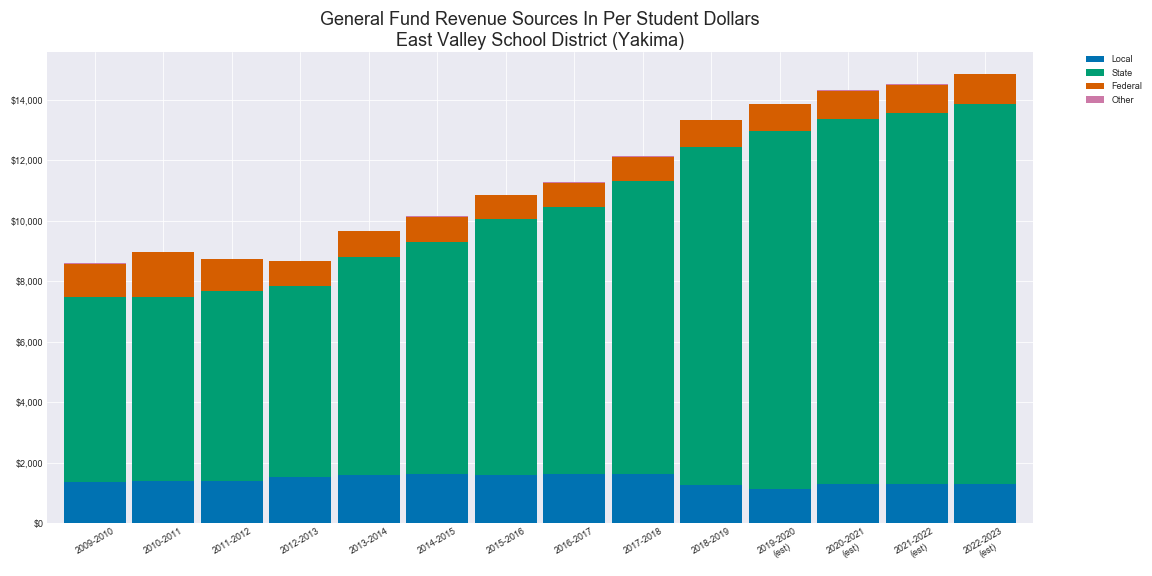 General Fund Revenue Sources In Per Student Dollars
East Valley School District (Yakima)
Local
State
Federal
Other
$14,000
$12,000
$10,000
$8,000
$6,000
$4,000
$2,000
$0
2009-2010
2010-2011
2011-2012
2012-2013
2013-2014
2014-2015
2015-2016
2016-2017
2017-2018
2018-2019
2019-2020
(est)
2020-2021
(est)
2021-2022
(est)
2022-2023
(est)